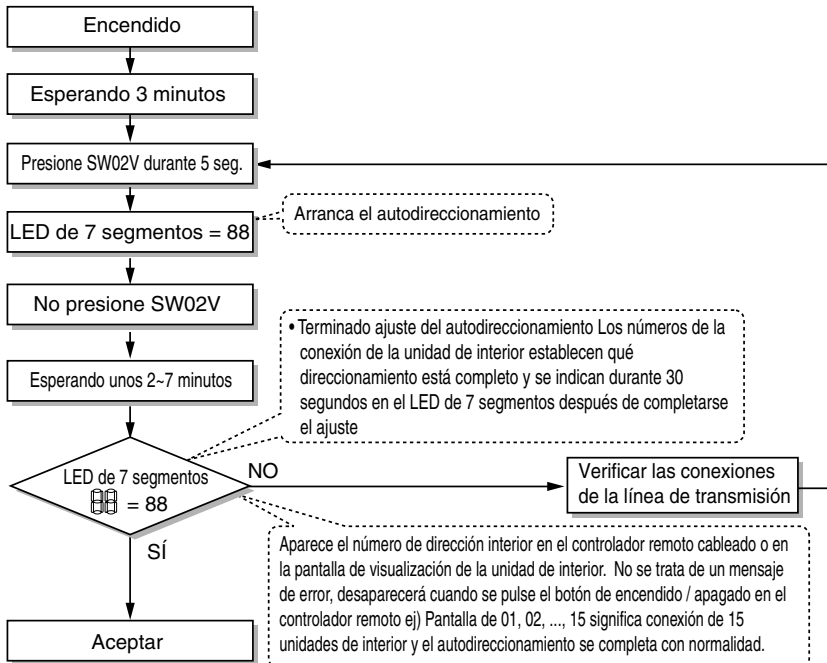 Encendido
Esperando 3 minutos
Presione SW02V durante 5 seg.
LED de 7 segmentos = 88
Arranca el autodireccionamiento
No presione SW02V
Esperando unos 2~7 minutos
• Terminado ajuste del autodireccionamiento Los números de la
conexión de la unidad de interior establecen qué
direccionamiento está completo y se indican durante 30
segundos en el LED de 7 segmentos después de completarse
el ajuste
LED de 7 segmentos
88 = 88
NO
SÍ
Verificar las conexiones
de la línea de transmisión
Aparece el número de dirección interior en el controlador remoto cableado o en
la pantalla de visualización de la unidad de interior. No se trata de un mensaje
de error, desaparecerá cuando se pulse el botón de encendido / apagado en el
controlador remoto ej) Pantalla de 01, 02, ..., 15 significa conexión de 15
unidades de interior y el autodireccionamiento se completa con normalidad.
Aceptar